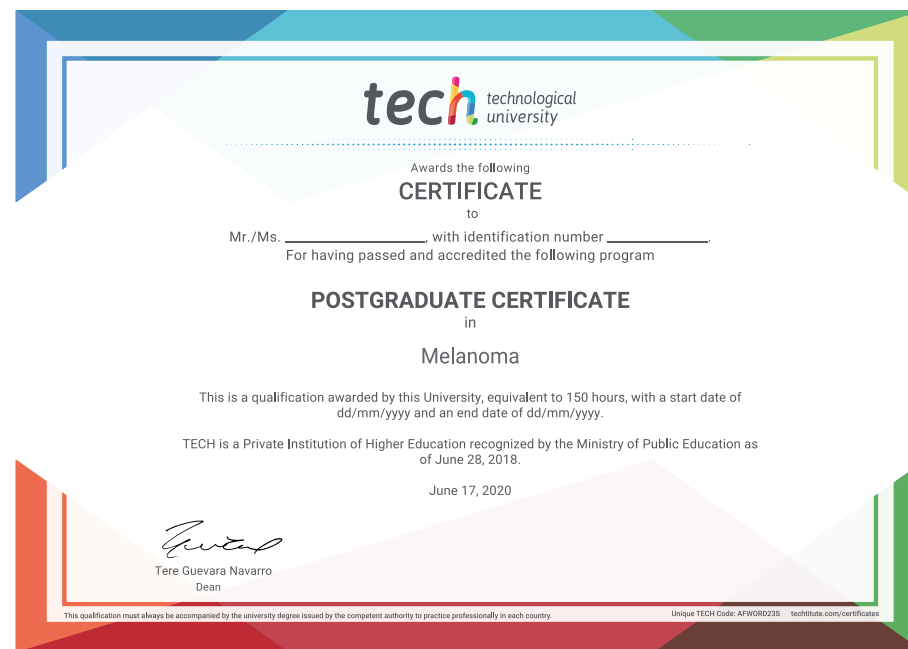 tech technological
university
Awards the following
CERTIFICATE
to
Mr./Ms. ____________, with identification number ____________.
For having passed and accredited the following program
POSTGRADUATE CERTIFICATE
in
Melanoma
This is a qualification awarded by this University, equivalent to 150 hours, with a start date of
dd/mm/yyyy and an end date of dd/mm/yyyy.
TECH is a Private Institution of Higher Education recognized by the Ministry of Public Education as
of June 28, 2018.
June 17, 2020
Tere Guevara Navarro
Dean
This qualification must always be accompanied by the university degree issued by the competent authority to practice professionally in each country.
Unique TECH Code: AFWORD23S techtitute.com/certificates